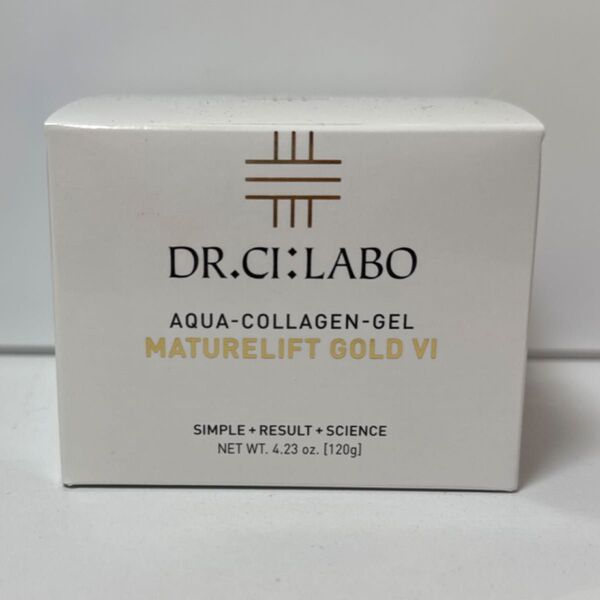 DR.CI:LABO
AQUA-COLLAGEN-GEL
MATURELIFT GOLD VI
SIMPLE + RESULT + SCIENCE
NET WT. 4.23 oz. [120g]